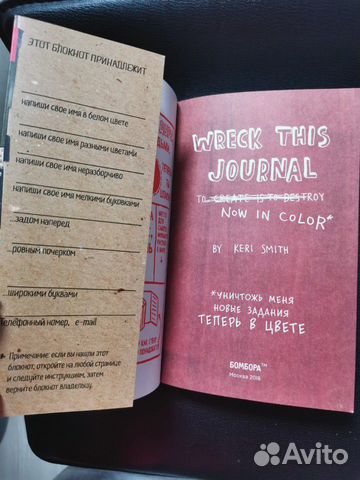 ЭТОТ БЛОКНОТ ПРИНАДЛЕЖИТ
напиши свое имя в белом цвете
напиши свое имя разными цветами
напиши свое имя неразборчиво
напиши свое имя мелкими буковками
...задом наперед
...ровным почерком
...широкими буквами
Телефонный номер, e-mail
* Примечание: если вы нашли этот
блокнот, откройте на любой странице
и следуйте инструкциям, затем
верните блокнот владельцу.
WRECK THIS
JOURNAL
TO CREATE IS TO DESTROY
NOW IN COLOR*
BY KERI SMITH
*УНИЧТОЖЬ МЕНЯ
НОВЫЕ ЗАДАНИЯ
ТЕПЕРЬ В ЦВЕТЕ
БОМБОРА™
Москва 2018
Avito